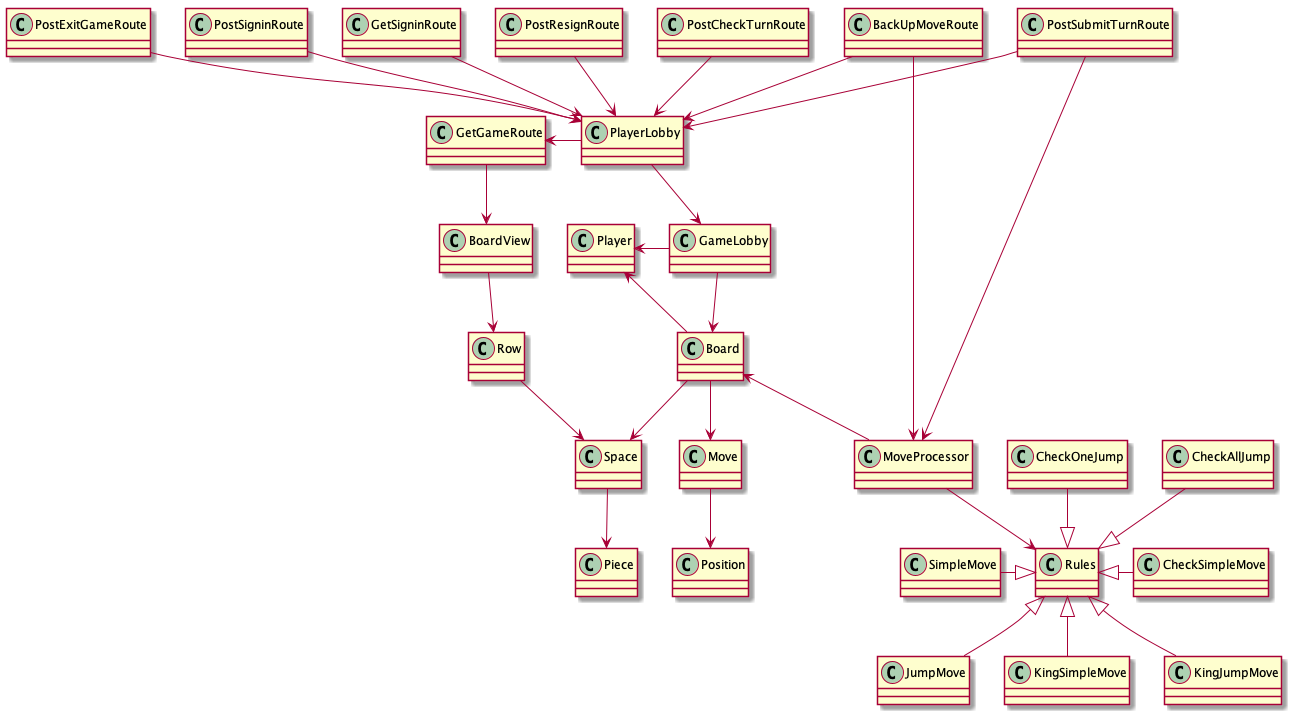 C PostExitGameRoute
C PostSigninRoute
C GetSigninRoute
C PostResignRoute
C PostCheckTurnRoute
C BackUpMoveRoute
C PostSubmitTurnRoute
C GetGameRoute
C PlayerLobby
C BoardView
C Player
C GameLobby
C Row
C Board
C Space
C Move
C MoveProcessor
C CheckOneJump
C CheckAllJump
C Piece
C Position
C SimpleMove
C Rules
C CheckSimpleMove
C JumpMove
C KingSimpleMove
C KingJumpMove